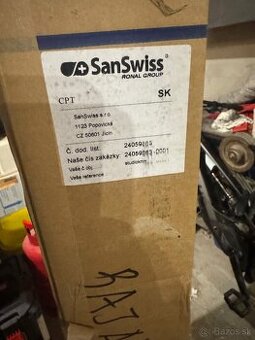 SanSwiss
RONAL GROUP
CPT SK
SanSwiss s.r.o.
1123 Popovická
CZ 50601 Jičín
Č. dod. list.
Naše čís zakázky:
Vaše č.obj.
Vaše reference
RAJA
Bazos.sk